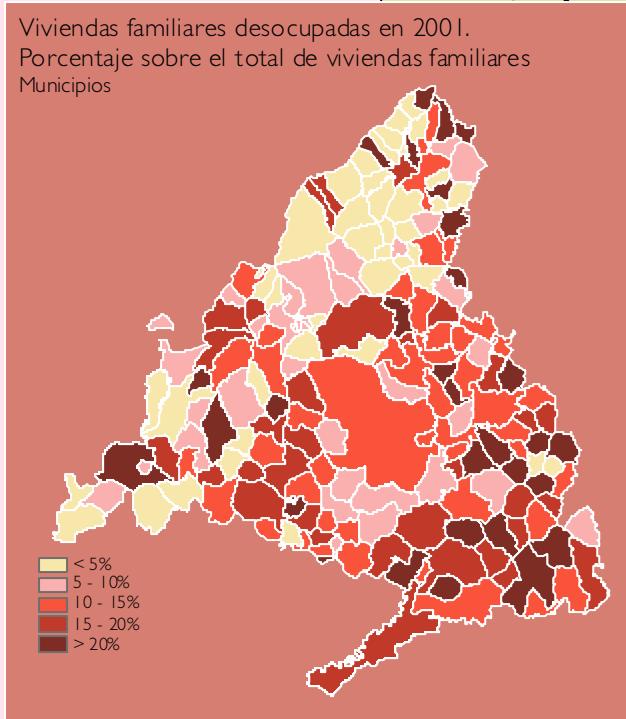 Viviendas familiares desocupadas en 2001.
Porcentaje sobre el total de viviendas familiares
Municipios
< 5%
5 - 10%
10 - 15%
15 - 20%
> 20%